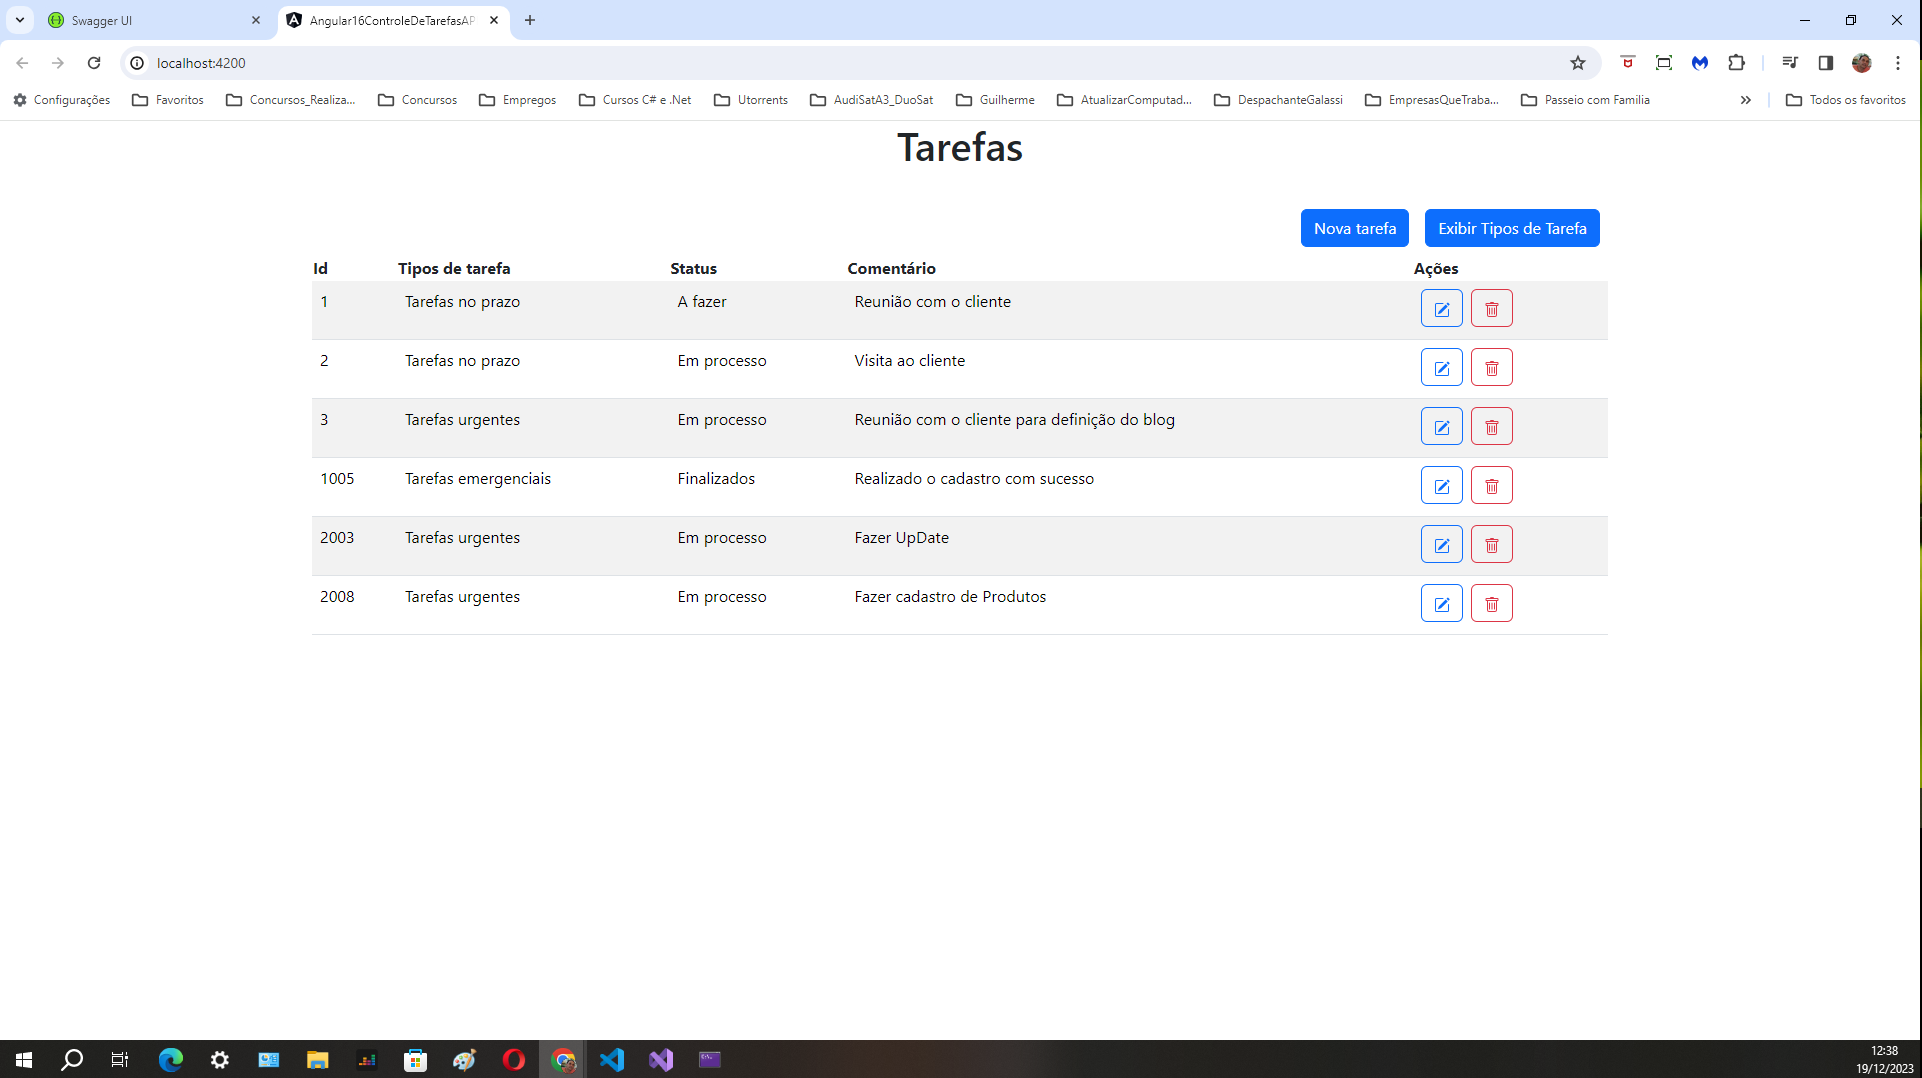 Swagger UI
Angular16ControleDeTarefasAP
localhost:4200
Configurações Favoritos Concursos_Realiza... Concursos Empregos Cursos C# e .Net Utorrents AudiSatA3_DuoSat Guilherme AtualizarComputad... DespachanteGalassi EmpresasQueTraba... Passeio com Familia Todos os favoritos
Tarefas
Nova tarefa Exibir Tipos de Tarefa
Id Tipos de tarefa Status Comentário Ações
1 Tarefas no prazo A fazer Reunião com o cliente
2 Tarefas no prazo Em processo Visita ao cliente
3 Tarefas urgentes Em processo Reunião com o cliente para definição do blog
1005 Tarefas emergenciais Finalizados Realizado o cadastro com sucesso
2003 Tarefas urgentes Em processo Fazer UpDate
2008 Tarefas urgentes Em processo Fazer cadastro de Produtos
12:38
19/12/2023